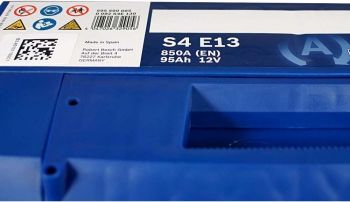 0 092 S4E 130
Made in Spain
Robert Bosch GmbH
Auf der Breit 4
76227 Karlsruhe
GERMANY
S4 E13
850A (EN)
95Ah 12V